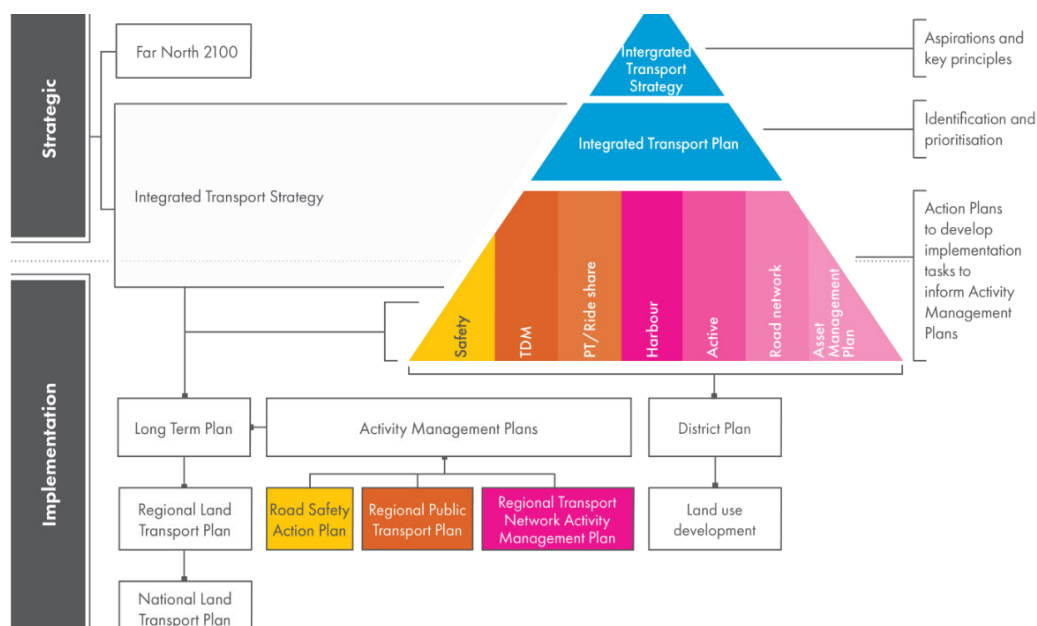 Strategic
Far North 2100
Integrated Transport Strategy
Intergrated
Transport
Strategy
Integrated Transport Plan
Aspirations and
key principles
Identification and
prioritisation
Action Plans
to develop
implementation
tasks to
inform Activity
Management
Plans
Safety
TDM
PT/Ride share
Harbour
Active
Road network
Asset
Management
Plan
Implementation
Long Term Plan
Activity Management Plans
District Plan
Regional Land
Transport Plan
Road Safety
Action Plan
Regional Public
Transport Plan
Regional Transport
Network Activity
Management Plan
Land use
development
National Land
Transport Plan